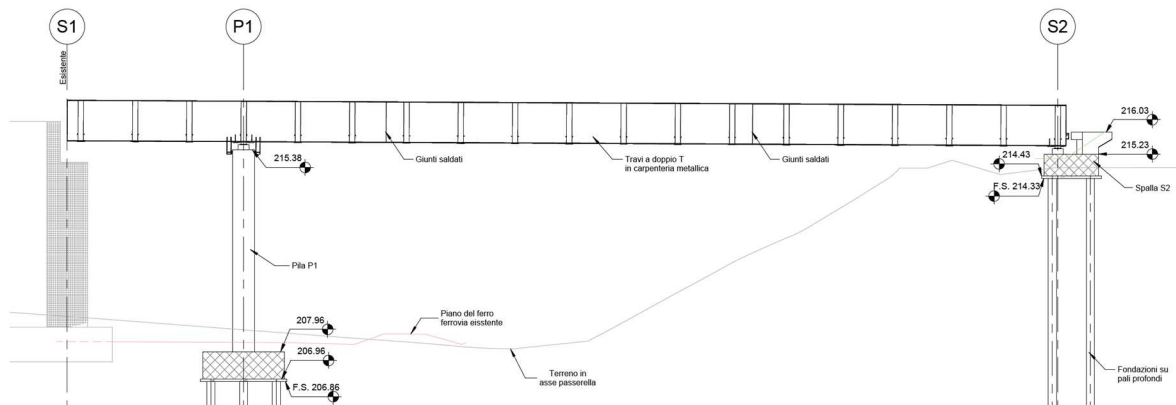 S1
P1
S2
Esistente
216.03
215.38
Giunti saldati
Travi a doppio T
in carpenteria metallica
Giunti saldati
215.23
214.43
F.S. 214.33
Spalla S2
Pila P1
207.96
Piano del ferro
ferrovia eisstente
206.96
F.S. 206.86
Terreno in
asse passerella
Fondazioni su
pali profondi